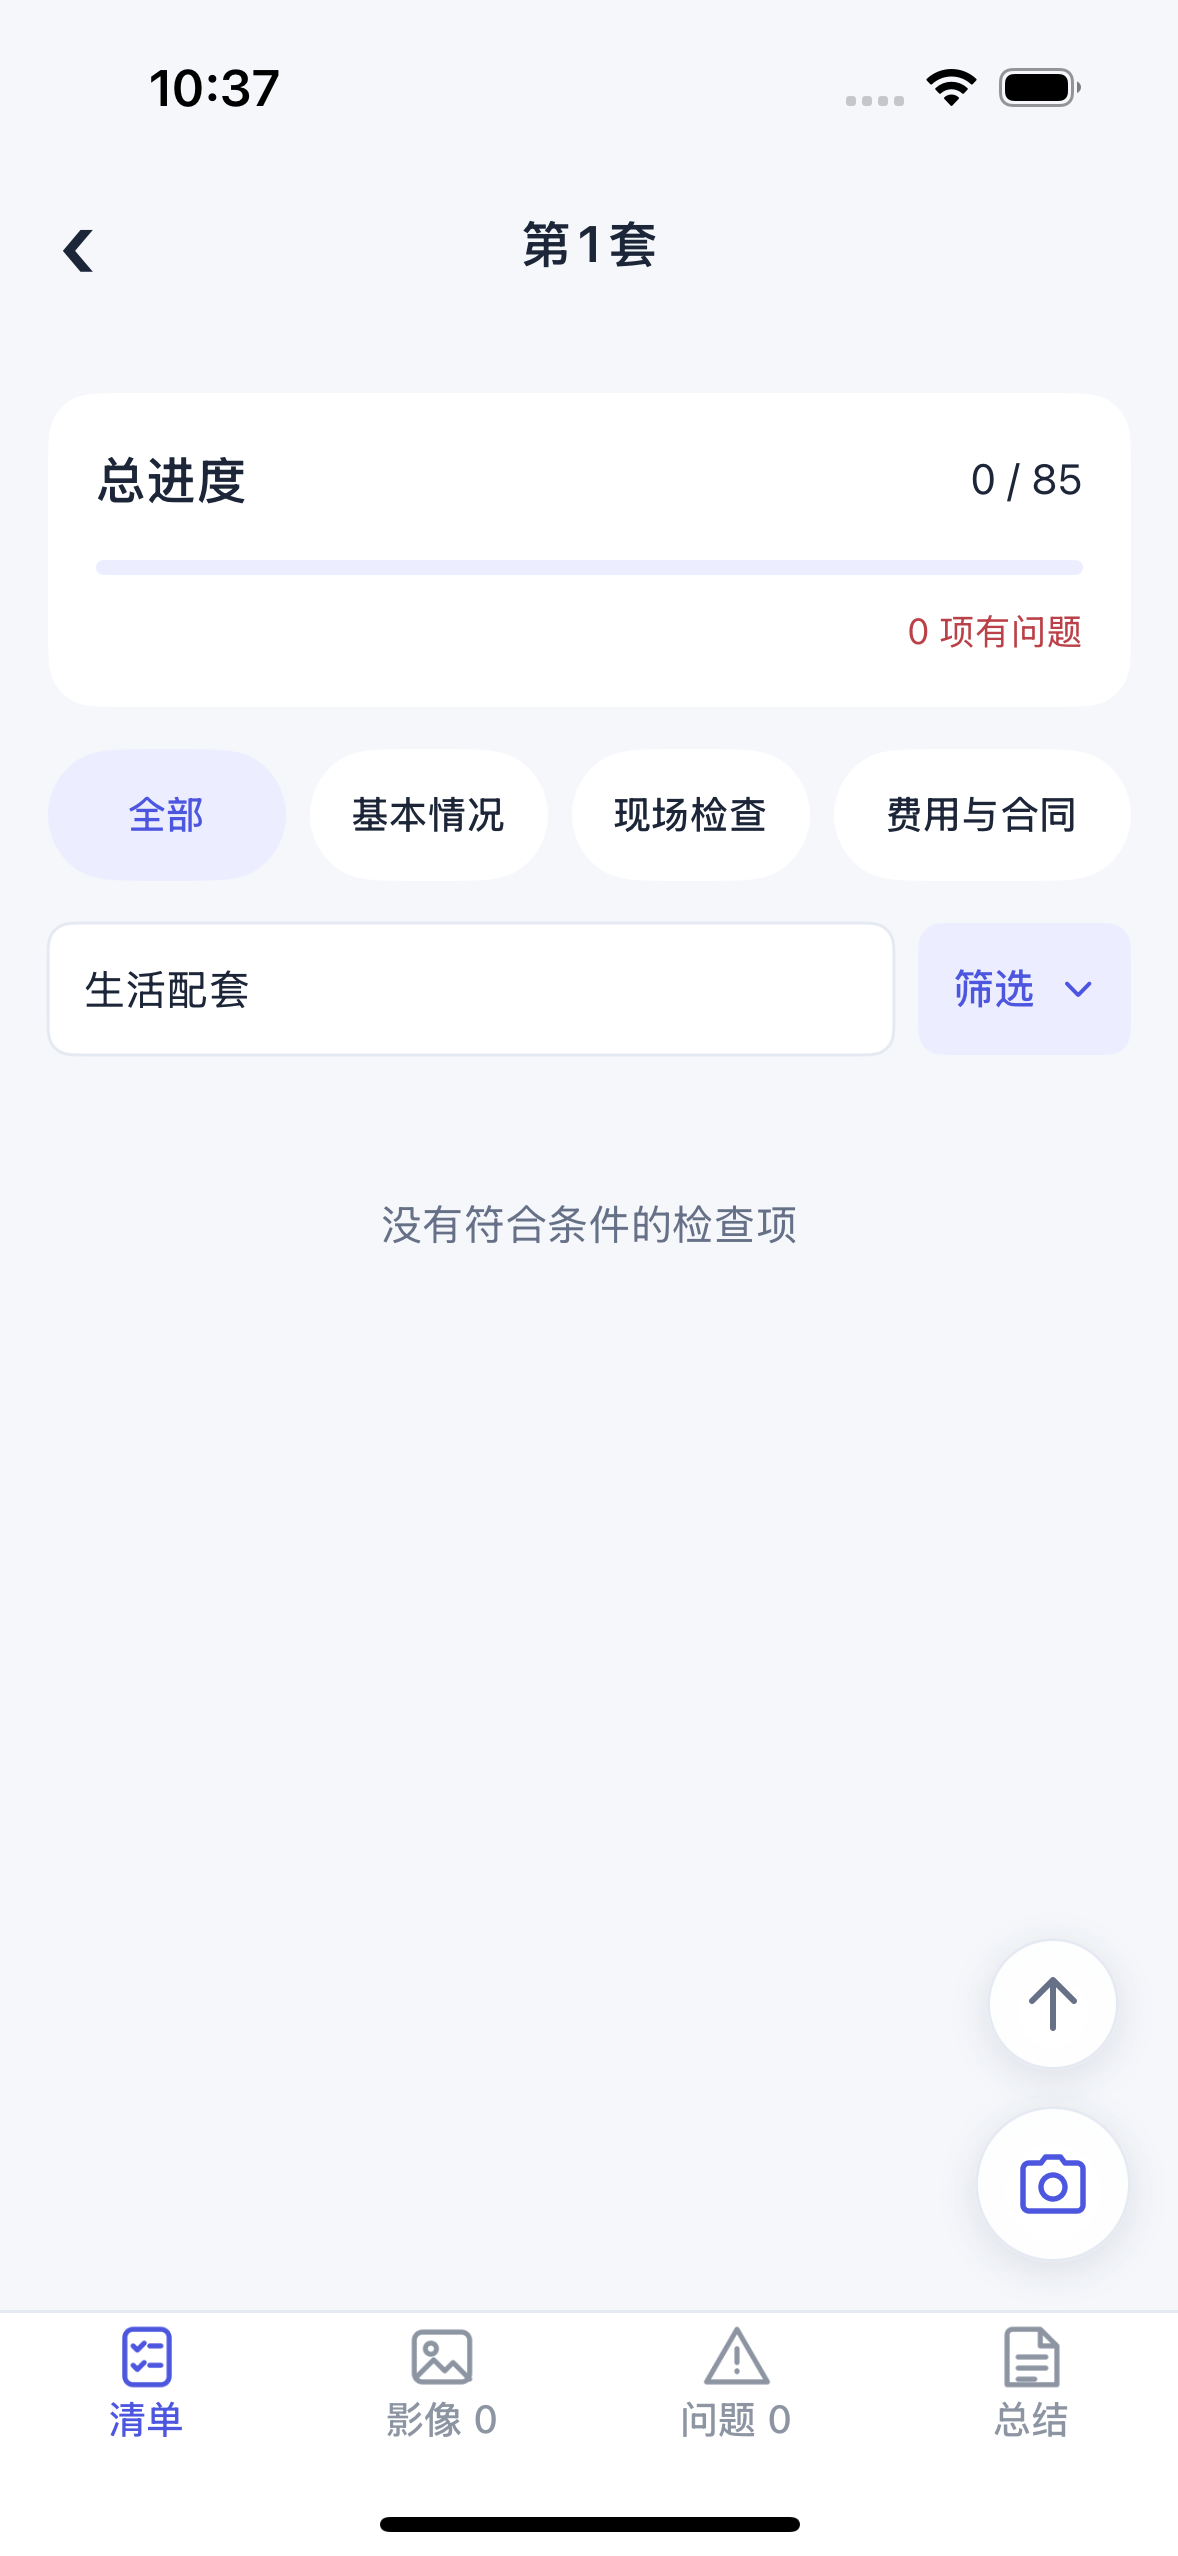 10:37
第1套
总进度
0 / 85
0 项有问题
全部
基本情况
现场检查
费用与合同
生活配套
筛选
没有符合条件的检查项
清单
影像 0
问题 0
总结